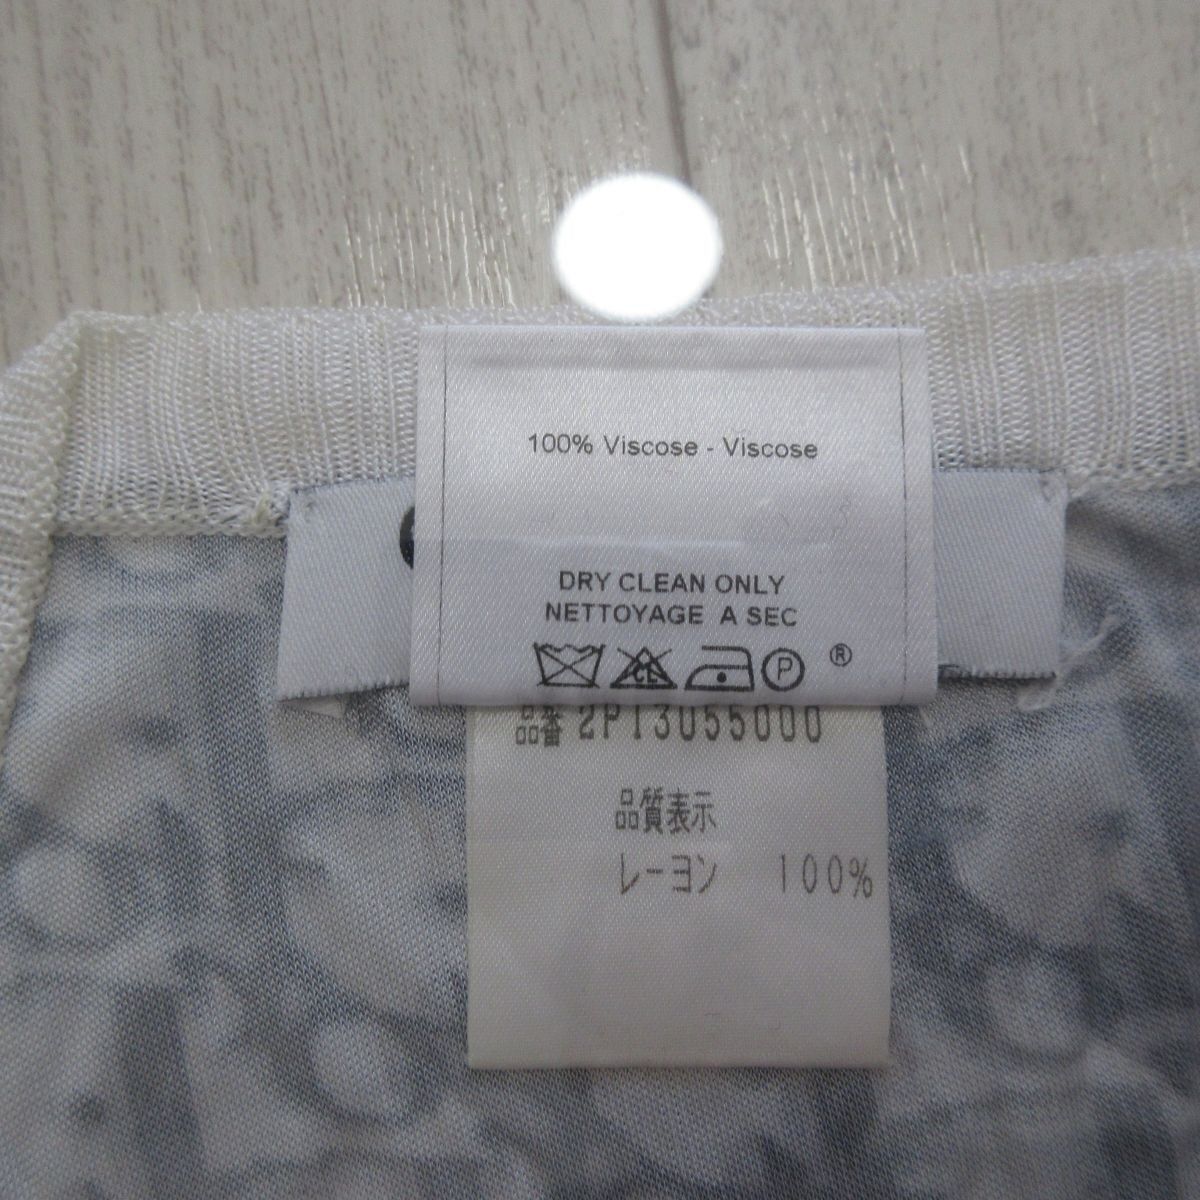 100% Viscose - Viscose
DRY CLEAN ONLY
NETTOYAGE A SEC
CL P ®
品番 2P13055000
品質表示
レーヨン 100%